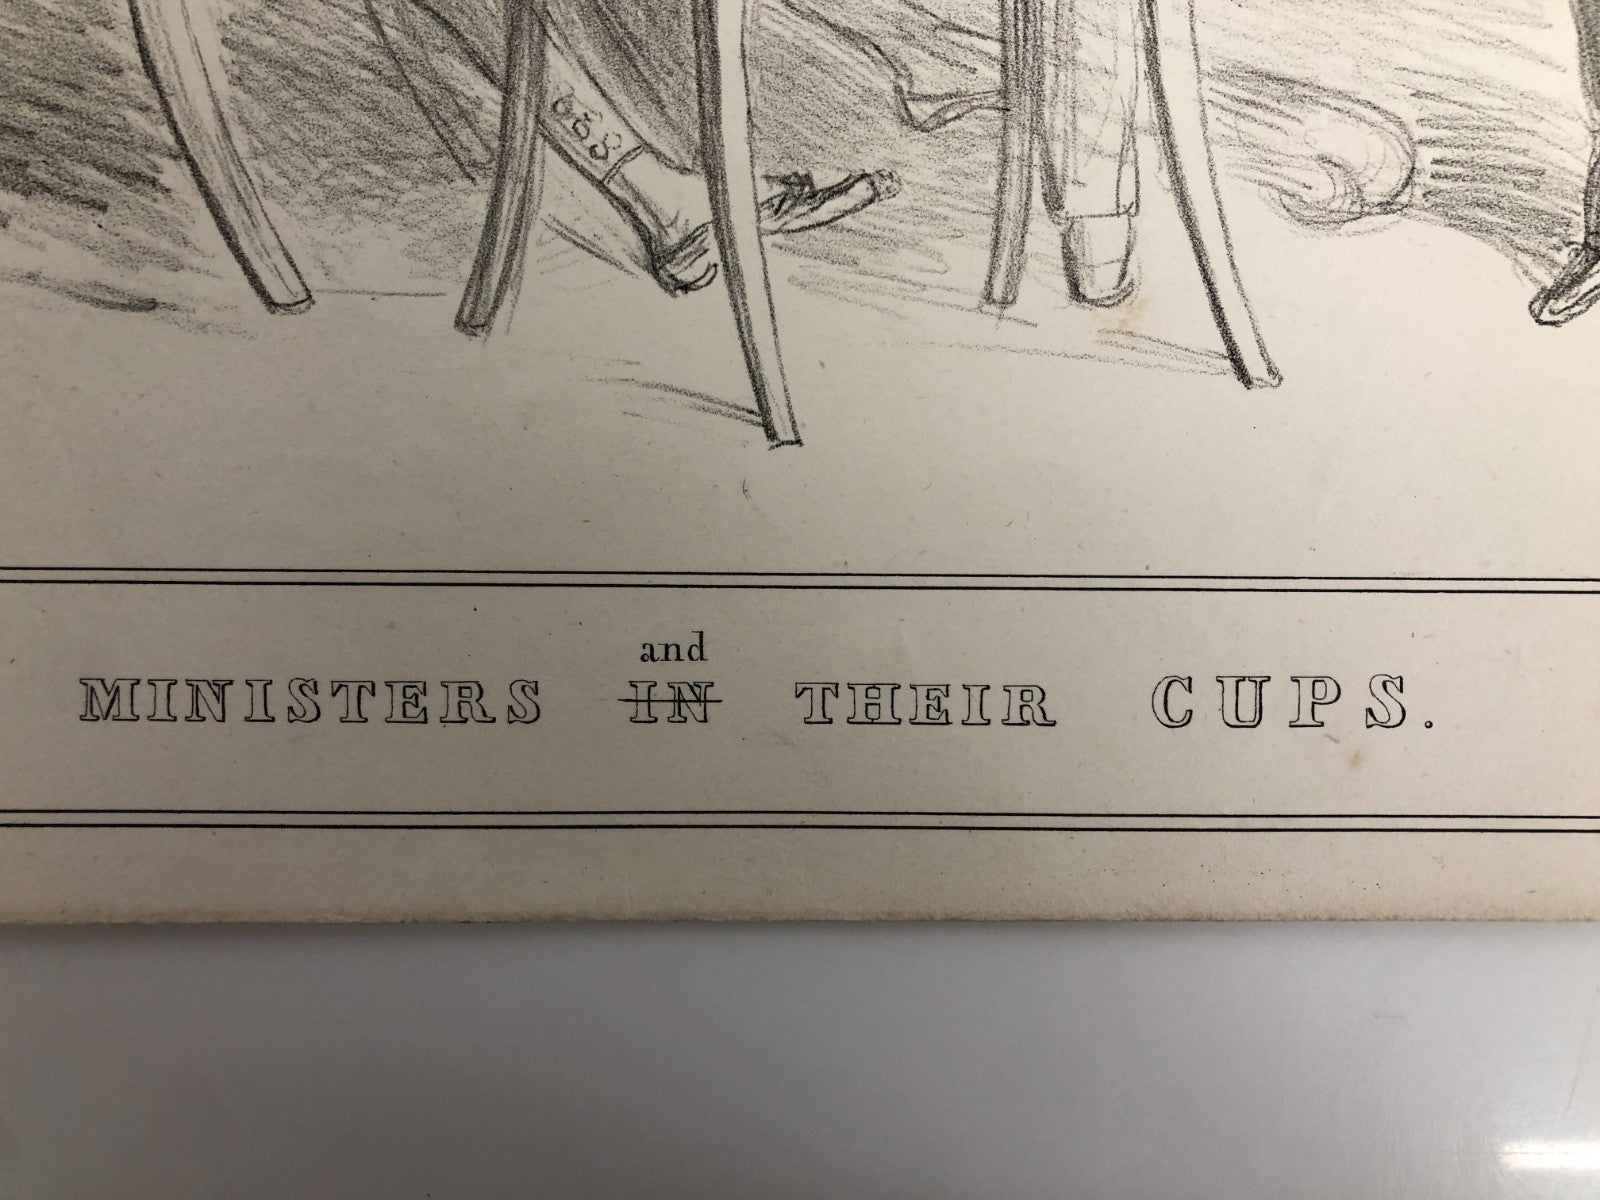 and
MINISTERS IN THEIR CUPS.